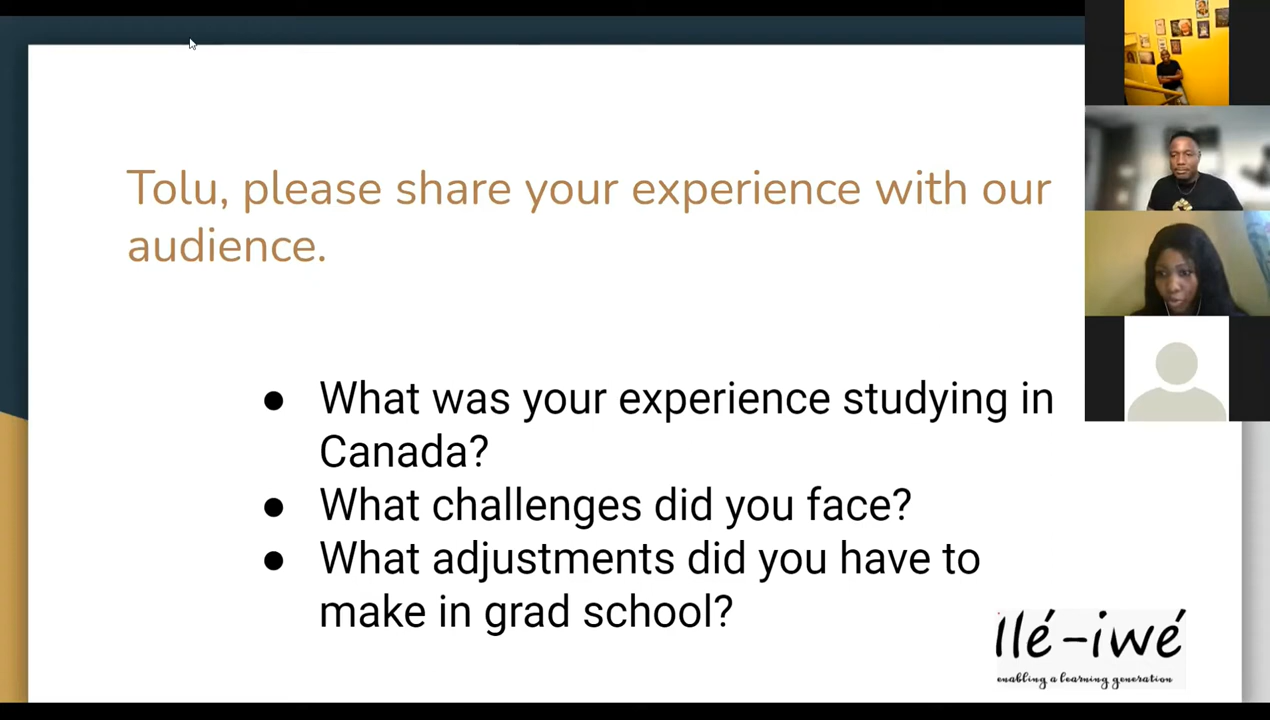 Tolu, please share your experience with our
audience.
● What was your experience studying in
Canada?
● What challenges did you face?
● What adjustments did you have to
make in grad school?
Ilé-iwé
enabling a learning generation